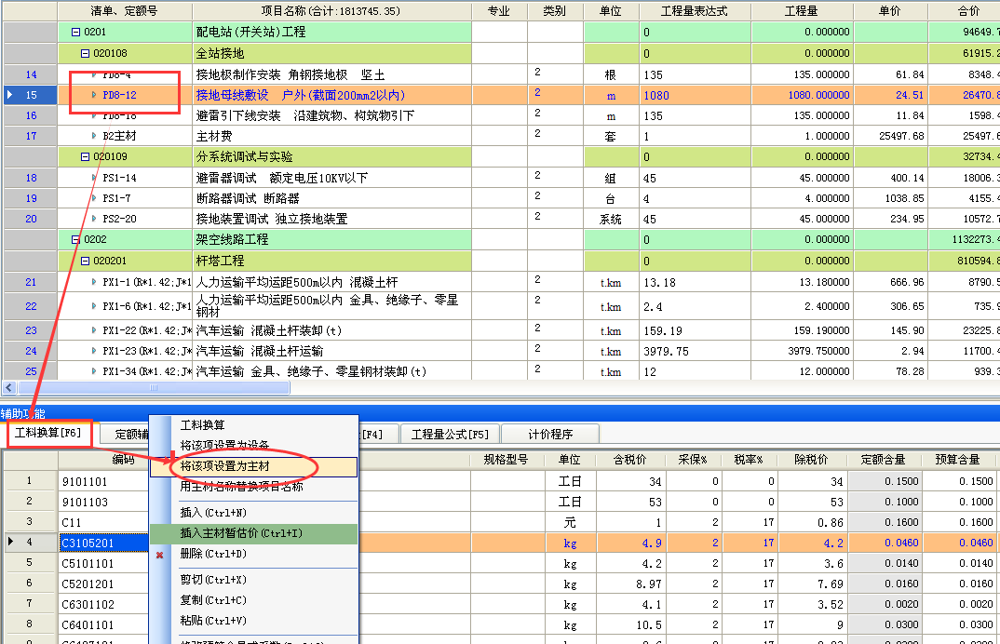 清单、定额号 项目名称(合计:1813745.35) 专业 类别 单位 工程量表达式 工程量 单价 合价
0201 配电站(开关站)工程 0 0.000000 94649.7
020108 全站接地 0 0.000000 61915.2
14 PD8-4 接地极制作安装 角钢接地极 坚土 2 根 135 135.000000 61.84 8348.4
15 PD8-12 接地母线敷设 户外(截面200mm2以内) 2 m 1080 1080.000000 24.51 26470.8
16 PD8-18 避雷引下线安装 沿建筑物、构筑物引下 2 m 135 135.000000 11.84 1598.4
17 B2主材 主材费 2 套 1 1.000000 25497.68 25497.6
020109 分系统调试与实验 0 0.000000 32734.4
18 PS1-14 避雷器调试 额定电压10KV以下 2 组 45 45.000000 400.14 18006.3
19 PS1-7 断路器调试 断路器 2 台 4 4.000000 1038.85 4155.4
20 PS2-20 接地装置调试 独立接地装置 2 系统 45 45.000000 234.95 10572.7
0202 架空线路工程 0 0.000000 1132273.4
020201 杆塔工程 0 0.000000 810594.8
21 PX1-1(R*1.42;J*1 人力运输平均运距500m以内 混凝土杆 2 t.km 13.18 13.180000 666.96 8790.5
22 PX1-6(R*1.42;J*1 人力运输平均运距500m以内 金具、绝缘子、零星 2 t.km 2.4 2.400000 306.65 735.9
钢材
23 PX1-22(R*1.42;J* 汽车运输 混凝土杆装卸(t) 2 t.km 159.19 159.190000 145.90 23225.8
24 PX1-23(R*1.42;J* 汽车运输 混凝土杆运输 2 t.km 3979.75 3979.750000 2.94 11700.4
25 PX1-34(R*1.42;J* 汽车运输 金具、绝缘子、零星钢材装卸(t) 2 t.km 12 12.000000 78.28 939.3
辅助功能
工料换算[F6] 定额辅 [F4] 工程量公式[F5] 计价程序
编码 规格型号 单位 含税价 采保% 税率% 除税价 定额含量 预算含量
1 9101101 工日 34 0 0 34 0.1500 0.1500
2 9101103 工日 53 0 0 53 0.1000 0.1000
3 C11 元 1 2 17 0.86 0.1600 0.1600
4 C3105201 kg 4.9 2 17 4.2 0.0460 0.0460
5 C5101101 kg 4.2 2 17 3.6 0.0140 0.0140
6 C5201201 kg 8.97 2 17 7.69 0.0160 0.0160
7 C6301102 kg 4.1 2 17 3.52 0.0020 0.0020
8 C6401101 kg 10.5 2 17 9 0.0300 0.0300
工料换算
将该项设置为设备
将该项设置为主材
用主材名称替换项目名称
插入(Ctrl+N)
插入主材暂估价(Ctrl+I)
删除(Ctrl+D)
剪切(Ctrl+X)
复制(Ctrl+C)
粘贴(Ctrl+V)